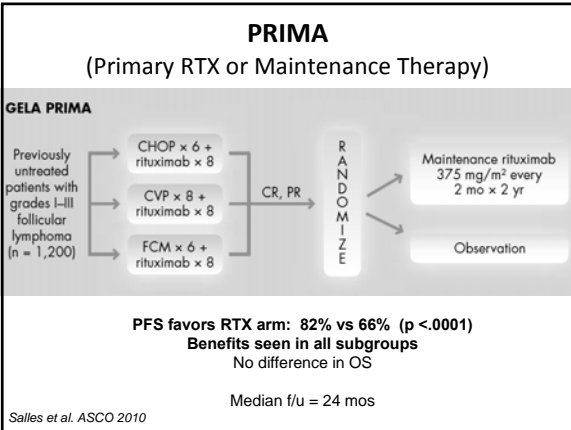 PRIMA
(Primary RTX or Maintenance Therapy)
GELA PRIMA
Previously
untreated
patients with
grades I–III
follicular
lymphoma
(n = 1,200)
CHOP × 6 +
rituximab × 8
CVP × 8 +
rituximab × 8
FCM × 6 +
rituximab × 8
CR, PR
R
A
N
D
O
M
I
Z
E
Maintenance rituximab
375 mg/m² every
2 mo × 2 yr
Observation
PFS favors RTX arm: 82% vs 66% (p <.0001)
Benefits seen in all subgroups
No difference in OS
Median f/u = 24 mos
Salles et al. ASCO 2010